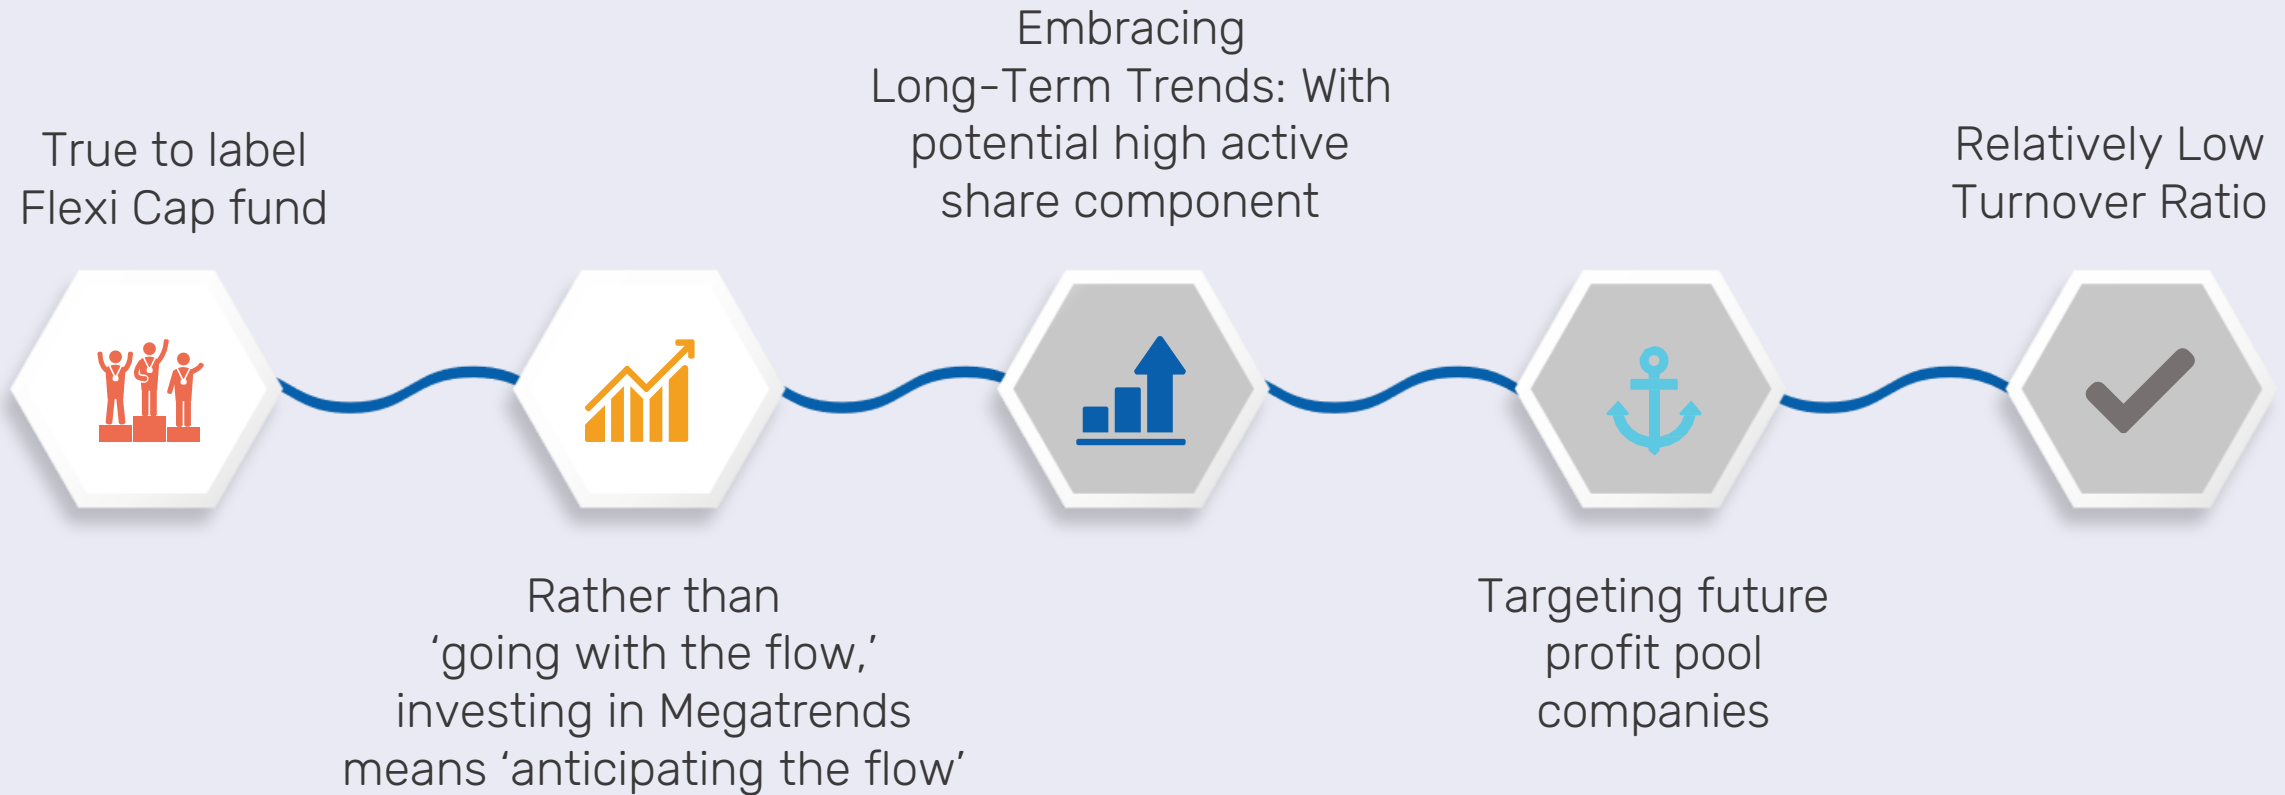 True to label
Flexi Cap fund
Rather than
‘going with the flow,’
investing in Megatrends
means ‘anticipating the flow’
Embracing
Long-Term Trends: With
potential high active
share component
Targeting future
profit pool
companies
Relatively Low
Turnover Ratio